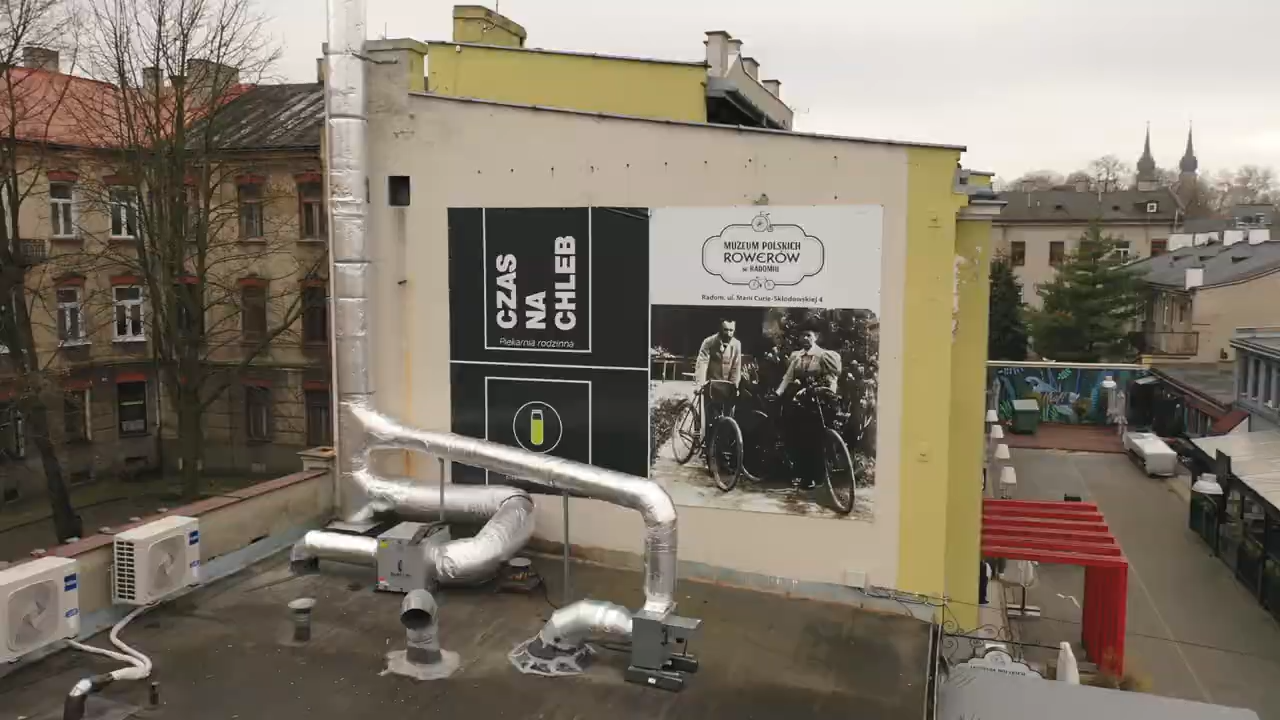 CZAS
NA
CHLEB
Piekarnia rodzinna
MUZEUM POLSKICH
ROWERÓW
w RADOMIU
Radom, ul. Marii Curie-Skłodowskiej 4